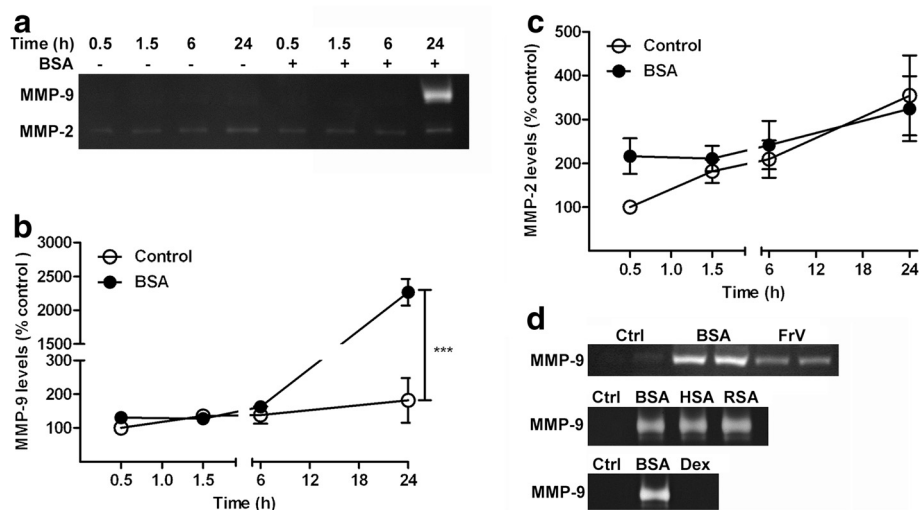 a
Time (h) 0.5 1.5 6 24 0.5 1.5 6 24
BSA - - - - + + + +
MMP-9
MMP-2
b
MMP-9 levels (% control )
3000
2500
2000
1500
200
150
100
Control
BSA
***
0.5 1.0 1.5 6 12 18 24
Time (h)
c
MMP-2 levels (% control)
500
400
300
200
100
Control
BSA
0.5 1.0 1.5 6 12 18 24
Time (h)
d
Ctrl BSA FrV
MMP-9
Ctrl BSA HSA RSA
MMP-9
Ctrl BSA Dex
MMP-9